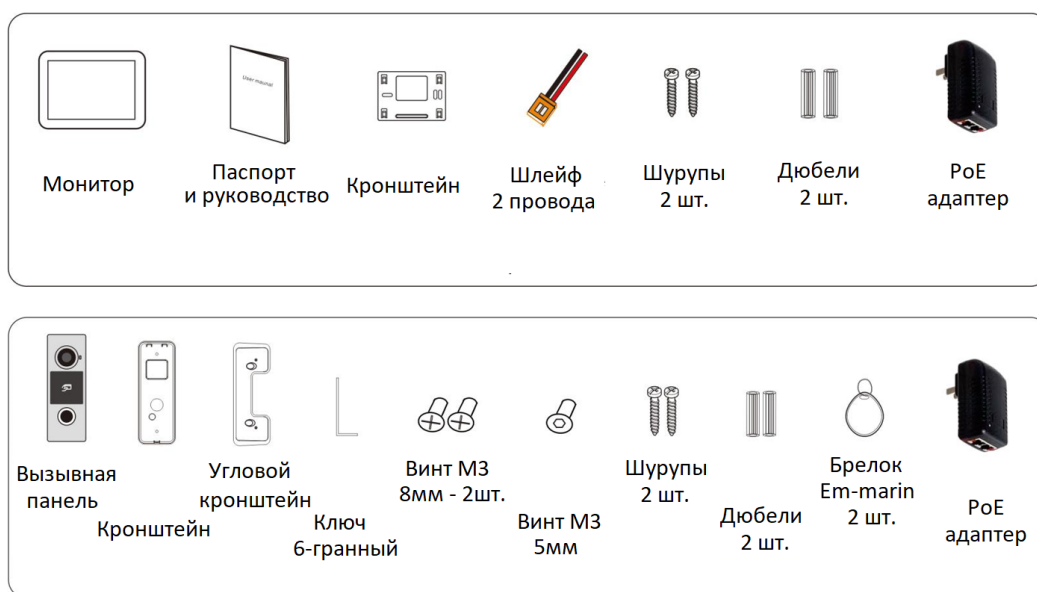 User maunal
Монитор
Паспорт
и руководство
Кронштейн
Шлейф
2 провода
Шурупы
2 шт.
Дюбели
2 шт.
PoE
адаптер
Вызывная
панель
Кронштейн
Угловой
кронштейн
Ключ
6-гранный
Винт М3
8мм - 2шт.
Винт М3
5мм
Шурупы
2 шт.
Дюбели
2 шт.
Брелок
Em-marin
2 шт.
PoE
адаптер